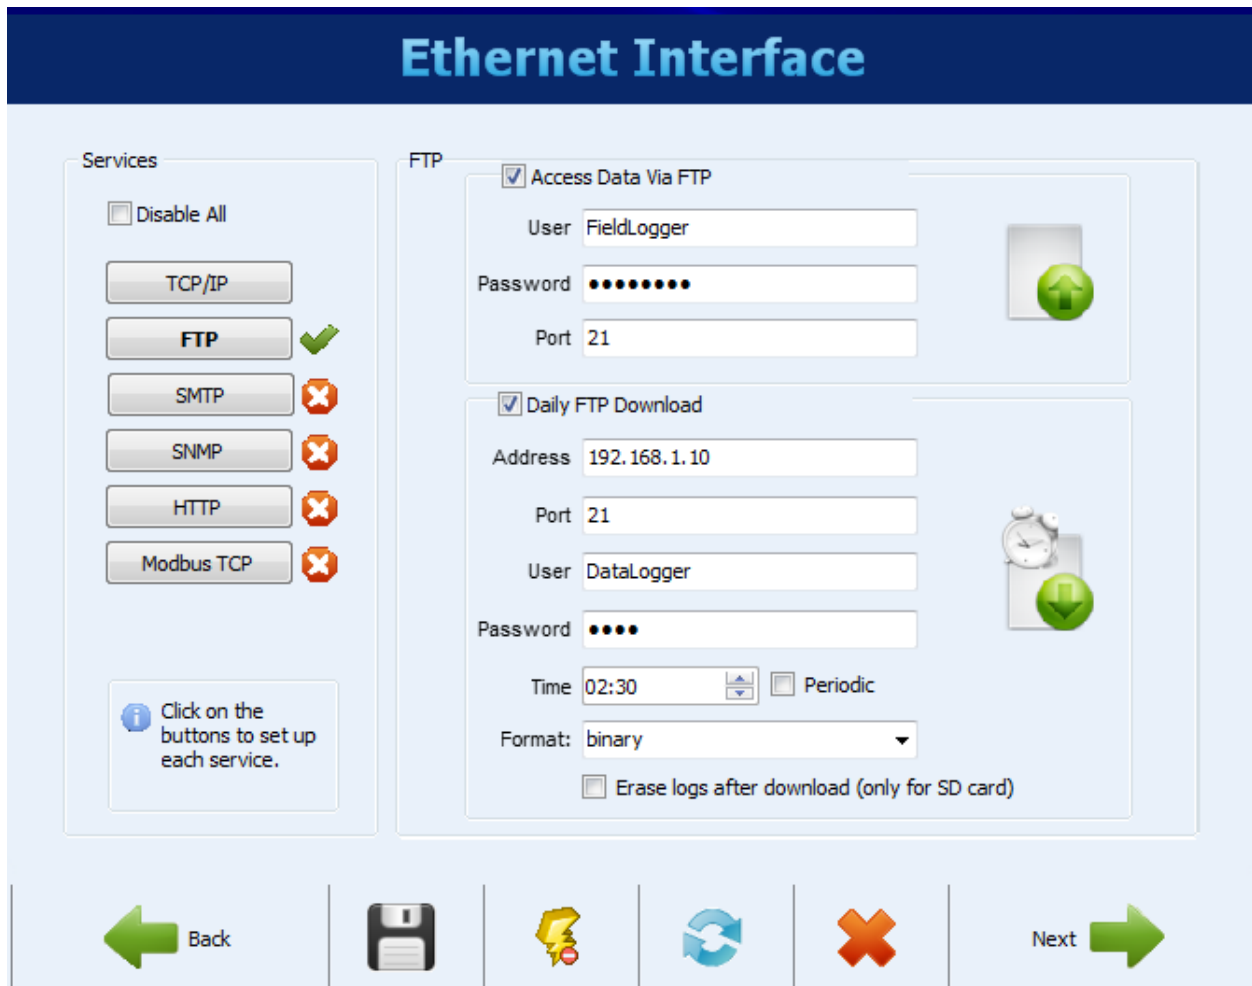 Ethernet Interface
Services
Disable All
TCP/IP
FTP
SMTP
SNMP
HTTP
Modbus TCP
Click on the
buttons to set up
each service.
FTP
Access Data Via FTP
User FieldLogger
Password ••••••••
Port 21
Daily FTP Download
Address 192.168.1.10
Port 21
User DataLogger
Password ••••
Time 02:30 Periodic
Format: binary
Erase logs after download (only for SD card)
Back
Next